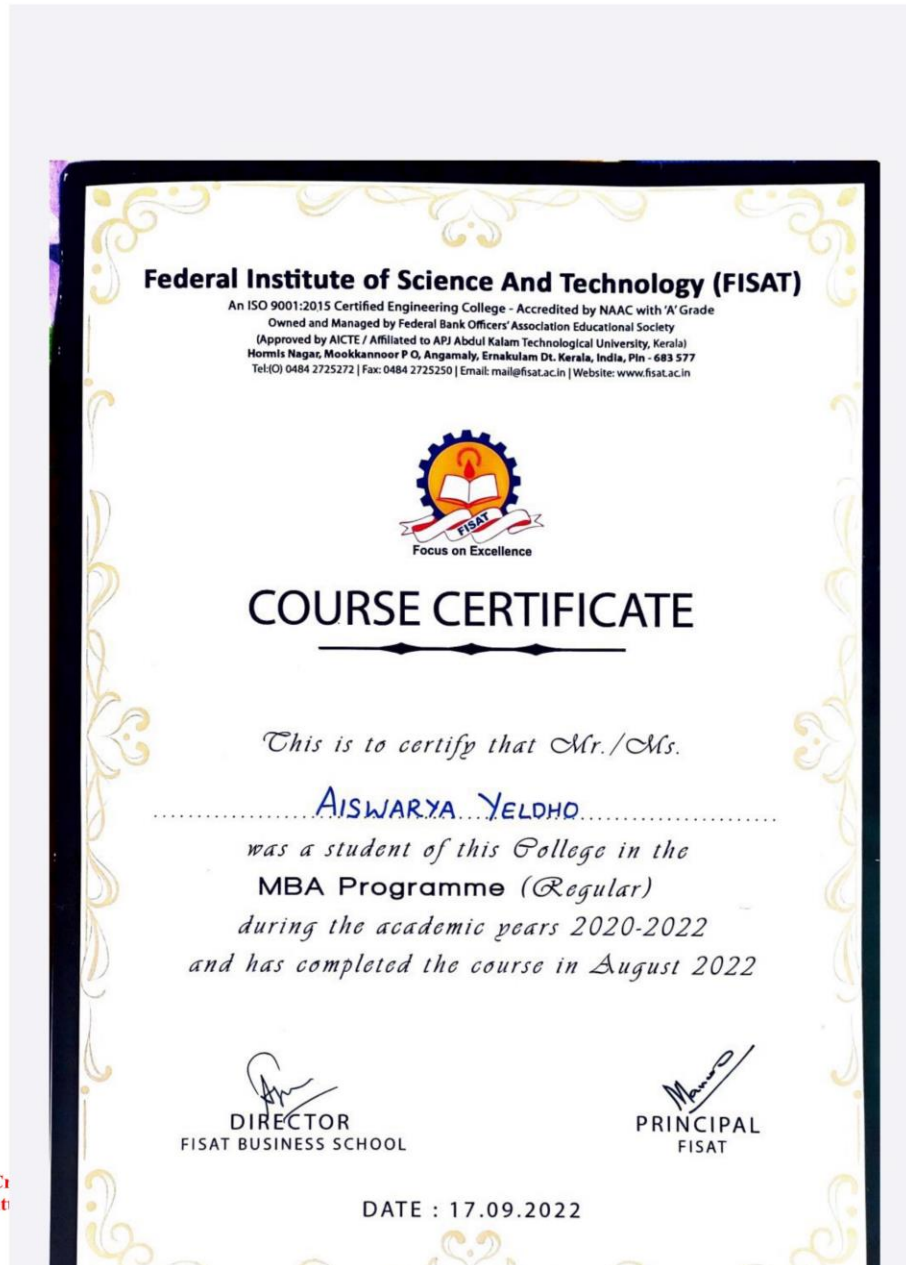 Federal Institute of Science And Technology (FISAT)
An ISO 9001:2015 Certified Engineering College - Accredited by NAAC with 'A' Grade
Owned and Managed by Federal Bank Officers' Association Educational Society
(Approved by AICTE / Affiliated to APJ Abdul Kalam Technological University, Kerala)
Hormis Nagar, Mookkannoor P O, Angamaly, Ernakulam Dt. Kerala, India, Pin - 683 577
Tel:(O) 0484 2725272 | Fax: 0484 2725250 | Email: mail@fisat.ac.in | Website: www.fisat.ac.in
FISAT
Focus on Excellence
COURSE CERTIFICATE
This is to certify that Mr./Ms.
AISWARYA YELDHO
was a student of this College in the
MBA Programme (Regular)
during the academic years 2020-2022
and has completed the course in August 2022
DIRECTOR
FISAT BUSINESS SCHOOL
PRINCIPAL
FISAT
DATE : 17.09.2022